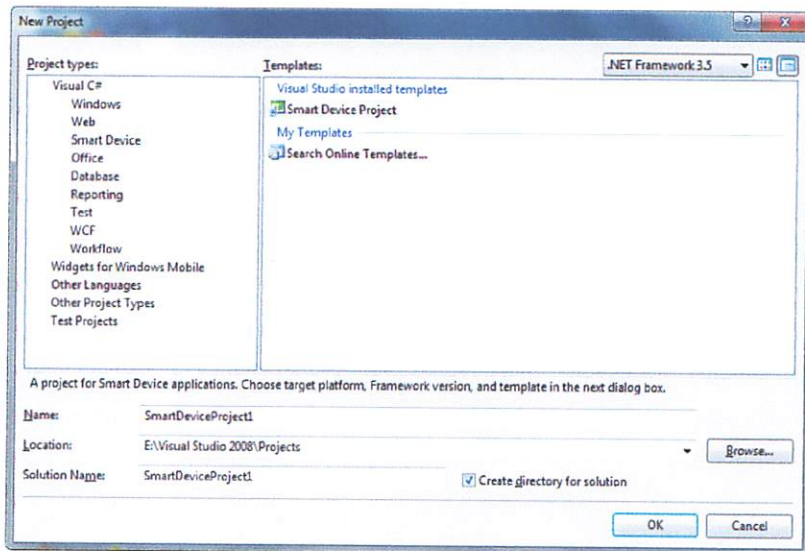 New Project
Project types:
Templates:
.NET Framework 3.5
Visual C#
Windows
Web
Smart Device
Office
Database
Reporting
Test
WCF
Workflow
Widgets for Windows Mobile
Other Languages
Other Project Types
Test Projects
Visual Studio installed templates
Smart Device Project
My Templates
Search Online Templates...
A project for Smart Device applications. Choose target platform, Framework version, and template in the next dialog box.
Name:
SmartDeviceProject1
Location:
E:\Visual Studio 2008\Projects
Browse...
Solution Name:
SmartDeviceProject1
Create directory for solution
OK
Cancel